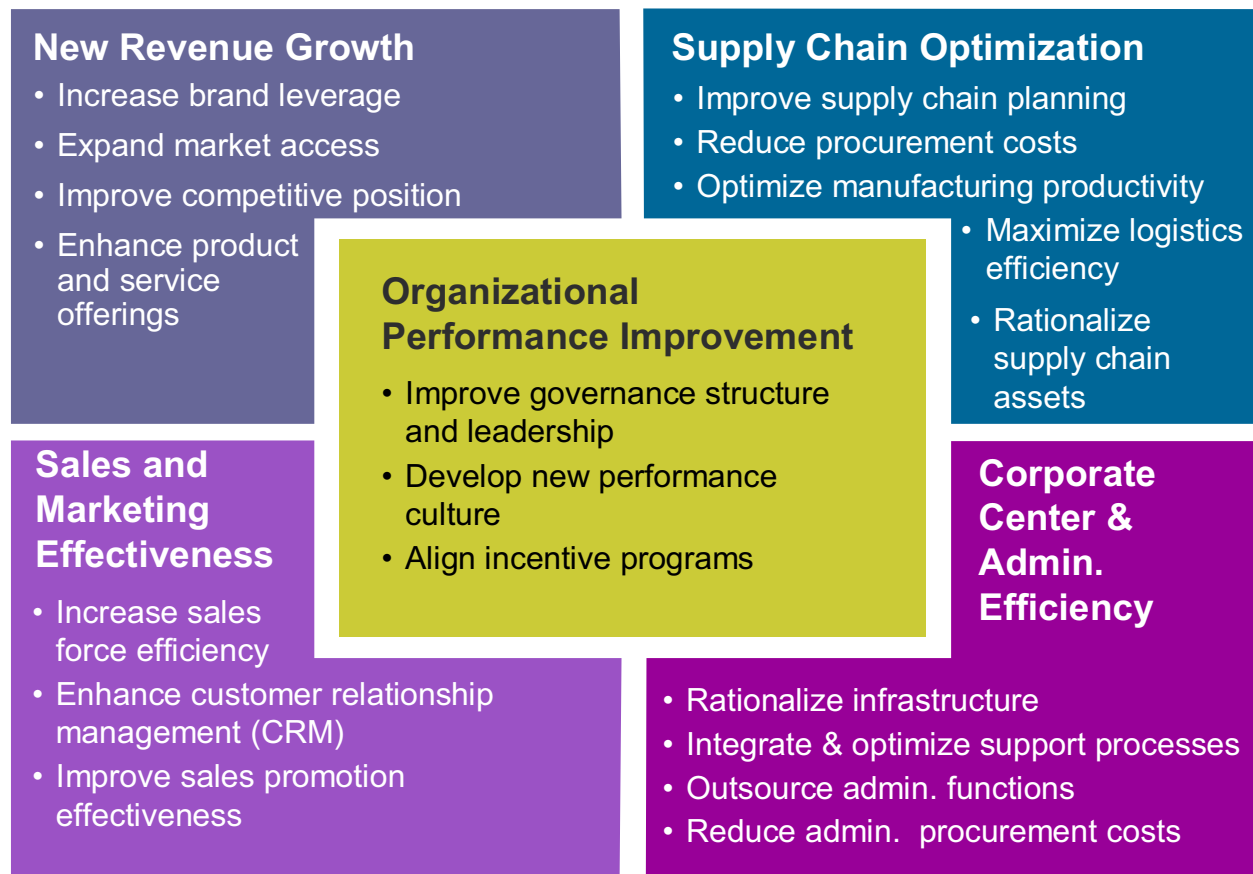 New Revenue Growth
• Increase brand leverage
• Expand market access
• Improve competitive position
• Enhance product
and service
offerings
Supply Chain Optimization
• Improve supply chain planning
• Reduce procurement costs
• Optimize manufacturing productivity
• Maximize logistics
efficiency
• Rationalize
supply chain
assets
Organizational
Performance Improvement
• Improve governance structure
and leadership
• Develop new performance
culture
• Align incentive programs
Sales and
Marketing
Effectiveness
• Increase sales
force efficiency
• Enhance customer relationship
management (CRM)
• Improve sales promotion
effectiveness
Corporate
Center &
Admin.
Efficiency
• Rationalize infrastructure
• Integrate & optimize support processes
• Outsource admin. functions
• Reduce admin.  procurement costs